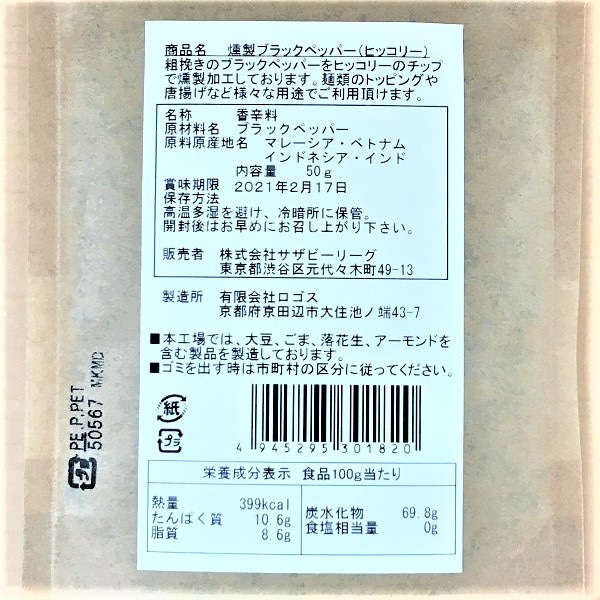 商品名 燻製ブラックペッパー(ヒッコリー)
粗挽きのブラックペッパーをヒッコリーのチップ
で燻製加工しております。麺類のトッピングや
唐揚げなど様々な用途でご利用頂けます。
名称 香辛料
原材料名 ブラックペッパー
原料原産地名 マレーシア・ベトナム
インドネシア・インド
内容量 50g
賞味期限 2021年2月17日
保存方法
高温多湿を避け、冷暗所に保管。
開封後はお早めにお召し上がり下さい。
販売者 株式会社サザビーリーグ
東京都渋谷区元代々木町49-13
製造所 有限会社ロゴス
京都府京田辺市大住池ノ端43-7
■本工場では、大豆、ごま、落花生、アーモンドを
含む製品を製造しております。
■ゴミを出す時は市町村の区分に従ってください。
紙
プラ
4 945295 301820
栄養成分表示 食品100g当たり
熱量 399kcal
たんぱく質 10.6g
脂質 8.6g
炭水化物 69.8g
食塩相当量 0g
プラ
PE.P.PET
50567 MKMD